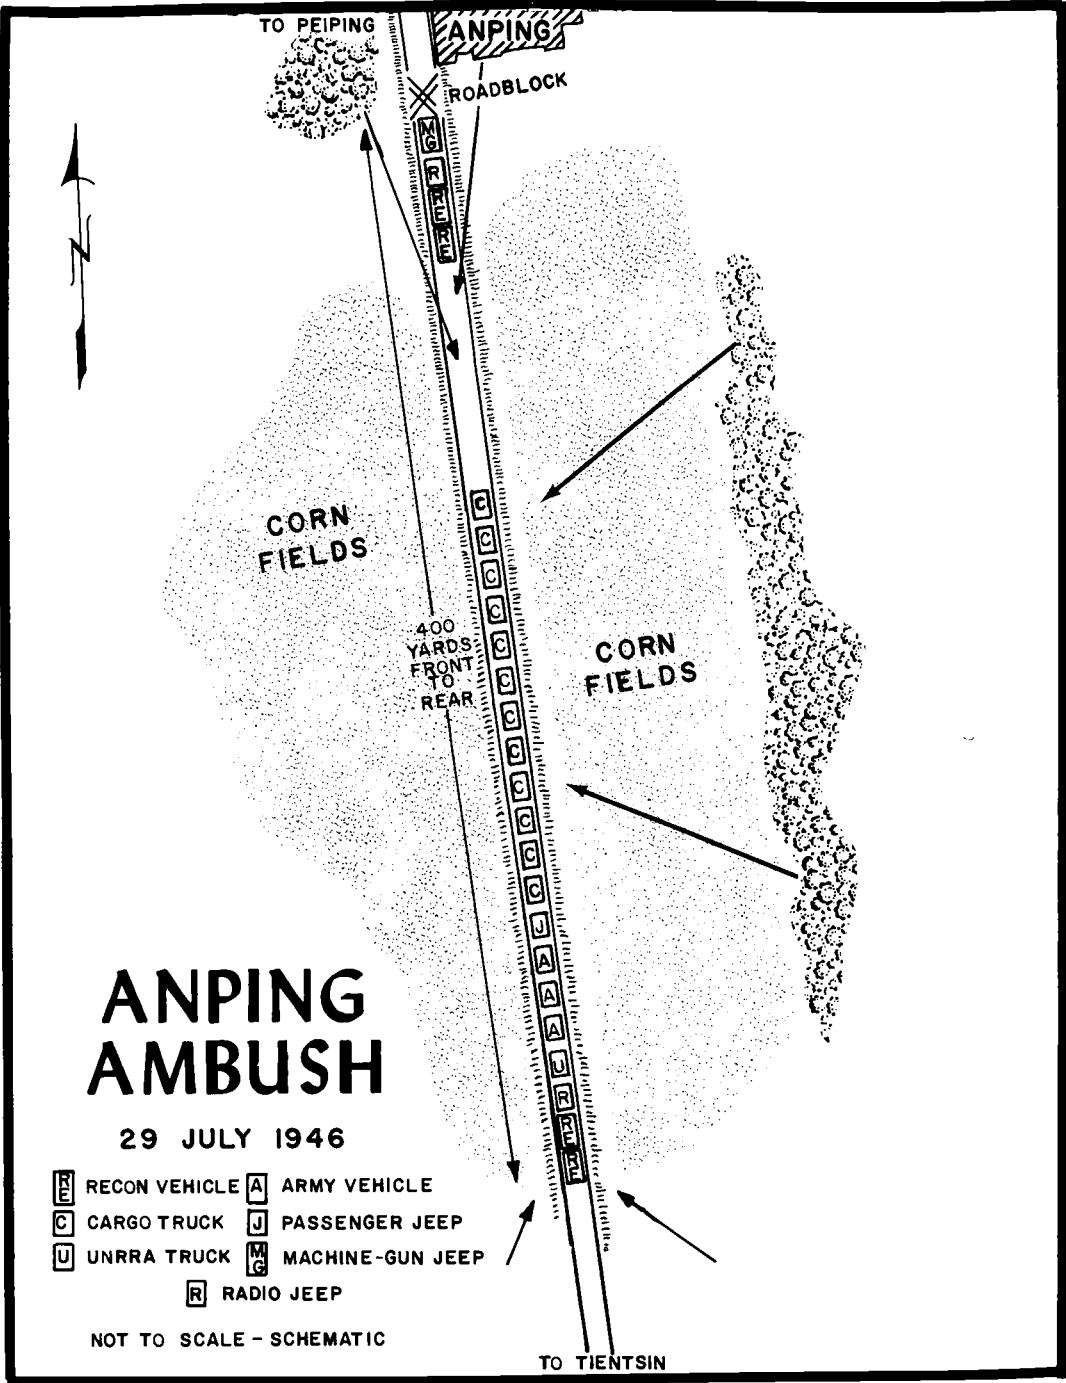 TO PEIPING
ANPING
ROADBLOCK
MG
R
RE
RE
N
C
C
C
C
C
C
C
C
C
C
C
C
J
A
A
A
U
R
RE
RE
CORN
FIELDS
400
YARDS
FRONT
TO
REAR
CORN
FIELDS
ANPING
AMBUSH
29 JULY 1946
RE RECON VEHICLE A ARMY VEHICLE
C CARGO TRUCK J PASSENGER JEEP
U UNRRA TRUCK MG MACHINE-GUN JEEP
R RADIO JEEP
NOT TO SCALE - SCHEMATIC
TO TIENTSIN